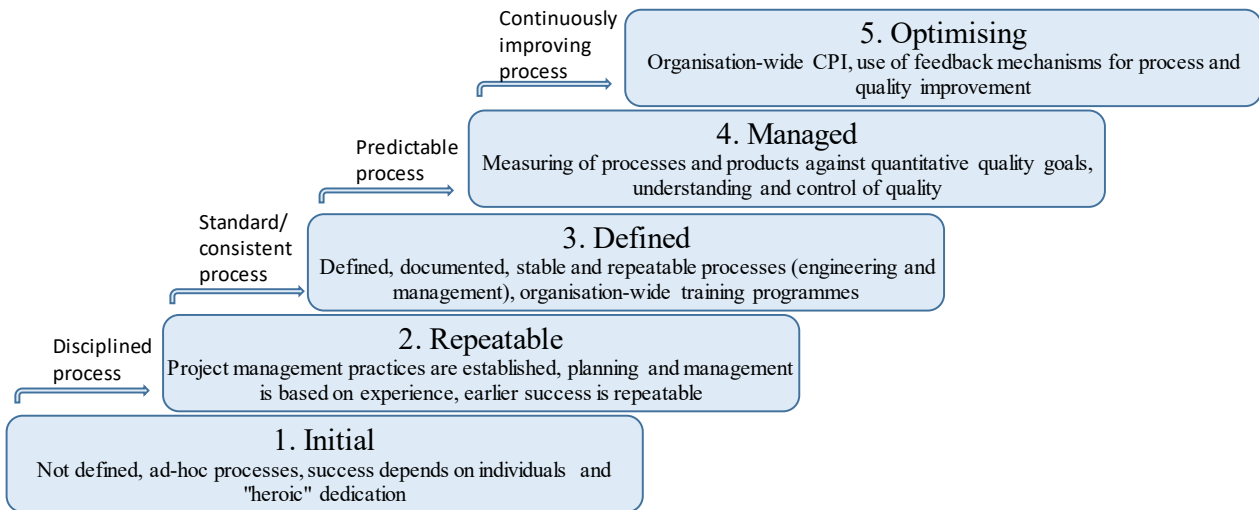 Continuously
improving
process
5. Optimising
Organisation-wide CPI, use of feedback mechanisms for process and
quality improvement
Predictable
process
4. Managed
Measuring of processes and products against quantitative quality goals,
understanding and control of quality
Standard/
consistent
process
3. Defined
Defined, documented, stable and repeatable processes (engineering and
management), organisation-wide training programmes
Disciplined
process
2. Repeatable
Project management practices are established, planning and management
is based on experience, earlier success is repeatable
1. Initial
Not defined, ad-hoc processes, success depends on individuals and
"heroic" dedication